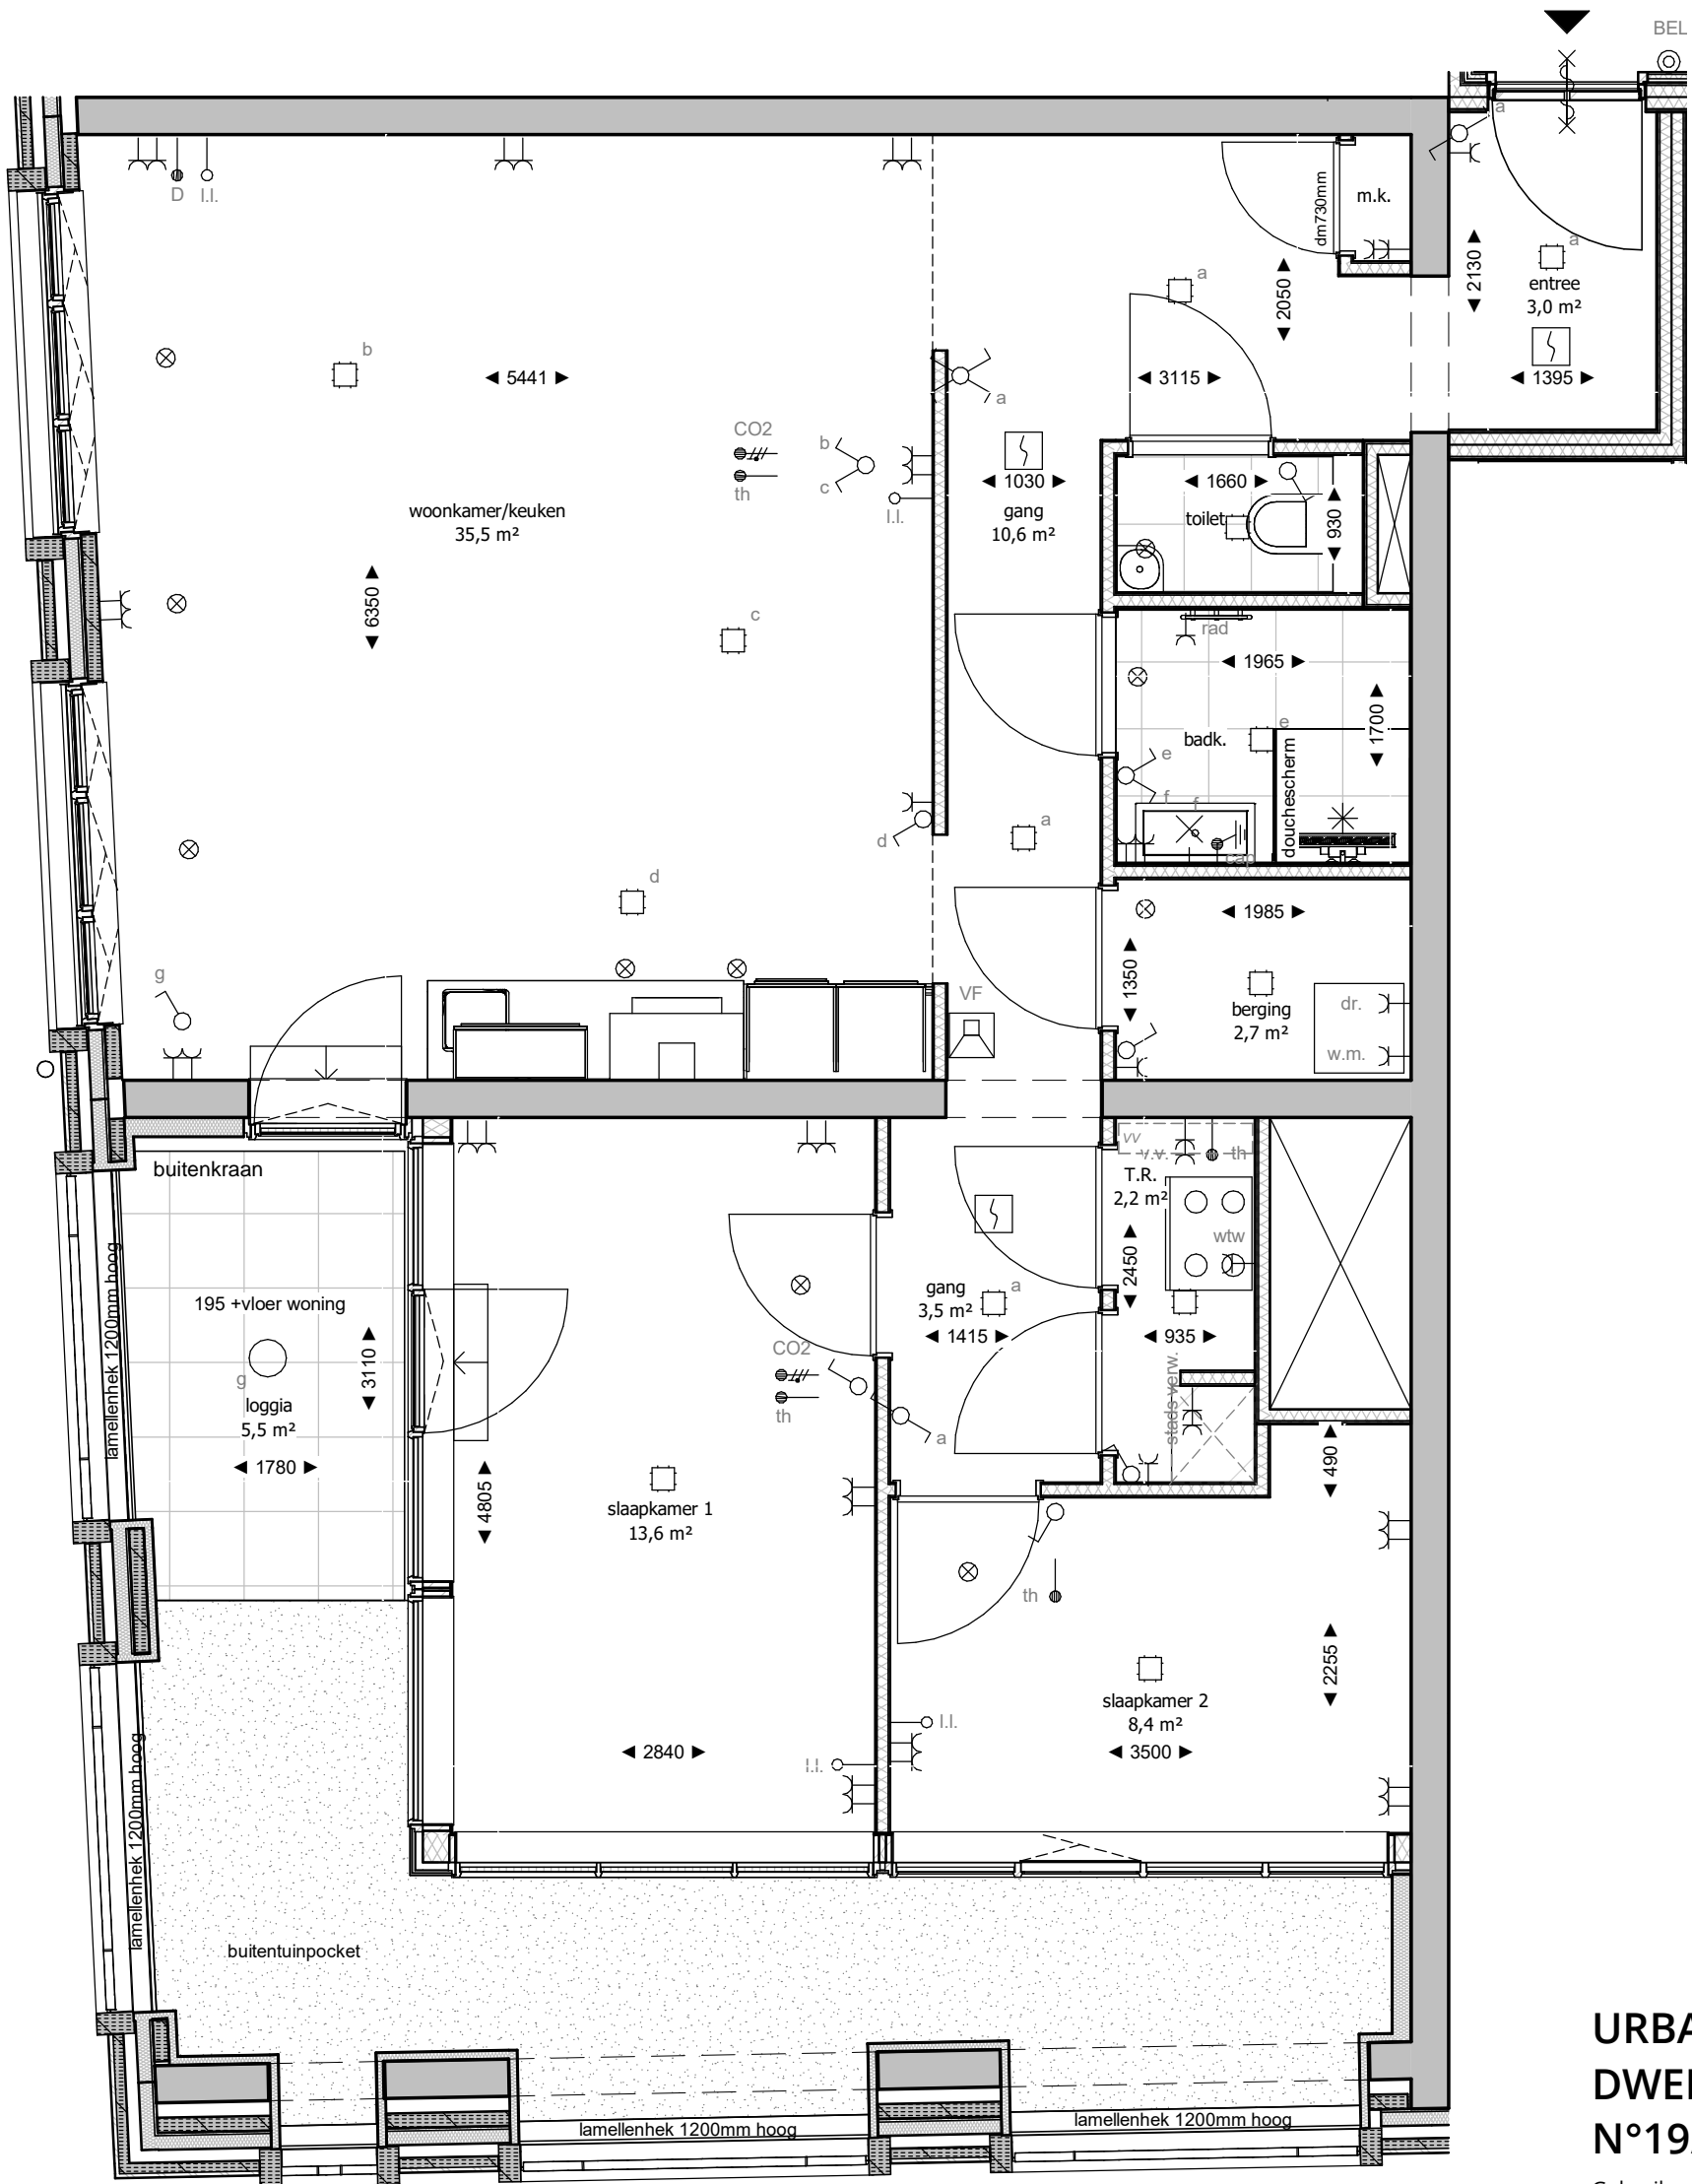 BEL
a
D
l.l.
dm730mm
m.k.
a
entree
3,0 m²
2130
1395
a
2050
b
5441
3115
a
CO2
th
b
c
l.l.
woonkamer/keuken
35,5 m²
1030
gang
10,6 m²
1660
toilet
930
6350
c
rad
1965
1700
e
badk.
e
f
f
douchescherm
cap
a
d
d
1985
1350
berging
2,7 m²
dr.
w.m.
g
VF
buitenkraan
vv
v.v.
th
T.R.
2,2 m²
wtw
2450
935
stads verw.
lamellenhek 1200mm hoog
195 +vloer woning
g
loggia
5,5 m²
3110
1780
gang
3,5 m²
a
1415
CO2
th
a
4805
slaapkamer 1
13,6 m²
490
th
2255
slaapkamer 2
8,4 m²
l.l.
2840
3500
l.l.
lamellenhek 1200mm hoog
buitentuinpocket
lamellenhek 1200mm hoog
lamellenhek 1200mm hoog
URBA
DWE
N°19